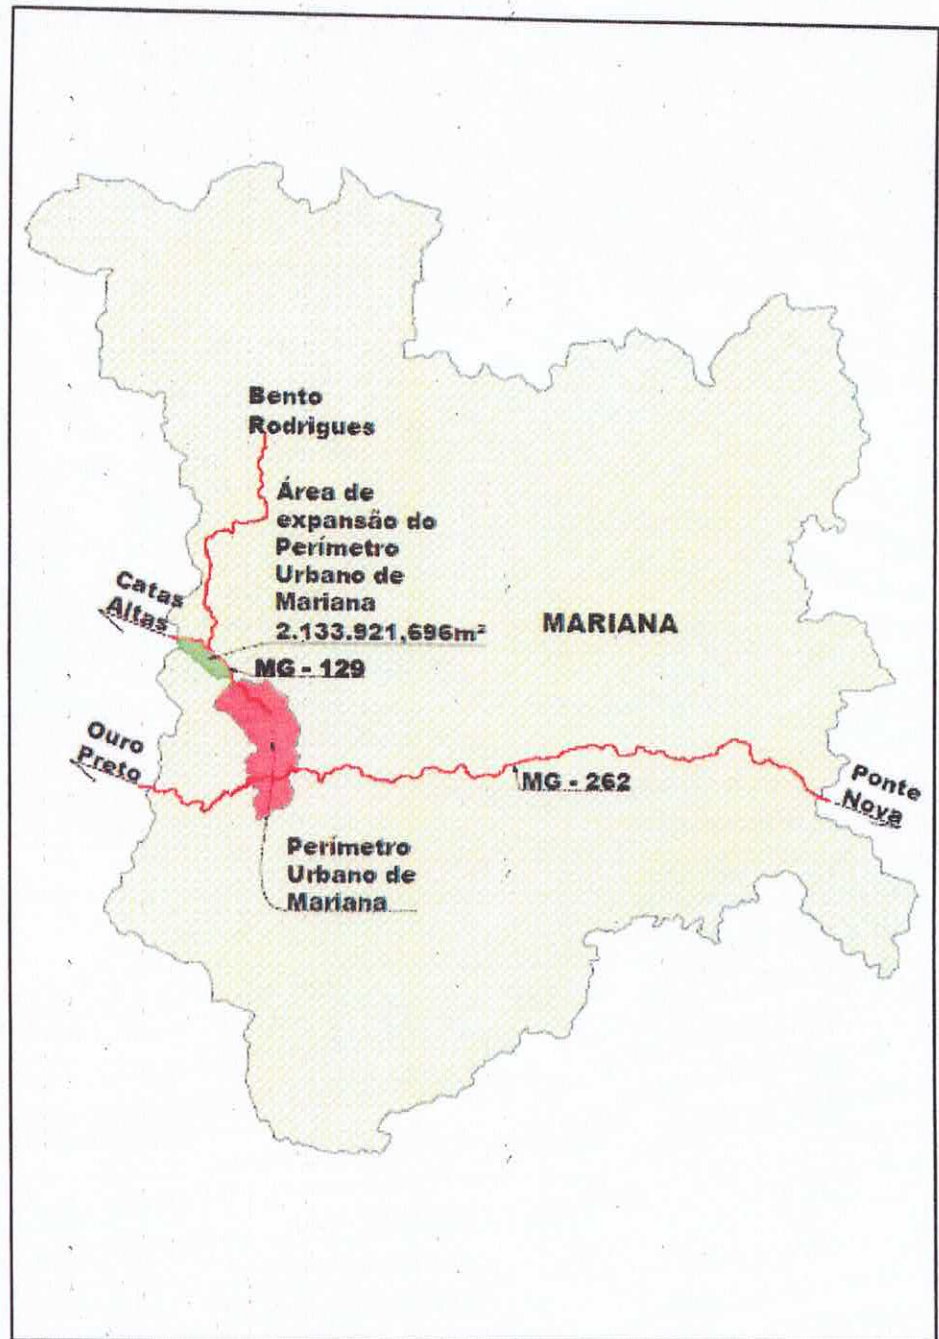 Bento
Rodrigues
Área de
expansão do
Perímetro
Urbano de
Mariana
2.133.921,696m²
Catas
Altas
MARIANA
MG - 129
Ouro
Preto
MG - 262
Ponte
Nova
Perímetro
Urbano de
Mariana